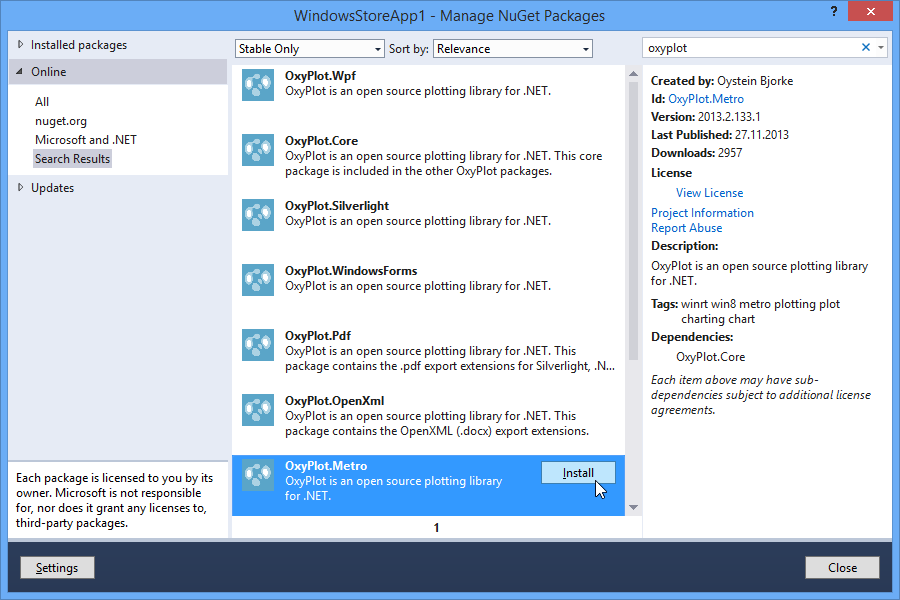 WindowsStoreApp1 - Manage NuGet Packages
?
Installed packages
Online
All
nuget.org
Microsoft and .NET
Search Results
Updates
Each package is licensed to you by its
owner. Microsoft is not responsible
for, nor does it grant any licenses to,
third-party packages.
Stable Only
Sort by:
Relevance
OxyPlot.Wpf
OxyPlot is an open source plotting library for .NET.
OxyPlot.Core
OxyPlot is an open source plotting library for .NET. This core
package is included in the other OxyPlot packages.
OxyPlot.Silverlight
OxyPlot is an open source plotting library for .NET.
OxyPlot.WindowsForms
OxyPlot is an open source plotting library for .NET.
OxyPlot.Pdf
OxyPlot is an open source plotting library for .NET. This
package contains the .pdf export extensions for Silverlight, .N...
OxyPlot.OpenXml
OxyPlot is an open source plotting library for .NET. This
package contains the OpenXML (.docx) export extensions.
OxyPlot.Metro
OxyPlot is an open source plotting library
for .NET.
Install
1
oxyplot
Created by: Oystein Bjorke
Id: OxyPlot.Metro
Version: 2013.2.133.1
Last Published: 27.11.2013
Downloads: 2957
License
View License
Project Information
Report Abuse
Description:
OxyPlot is an open source plotting library
for .NET.
Tags: winrt win8 metro plotting plot
charting chart
Dependencies:
OxyPlot.Core
Each item above may have sub-
dependencies subject to additional license
agreements.
Settings
Close